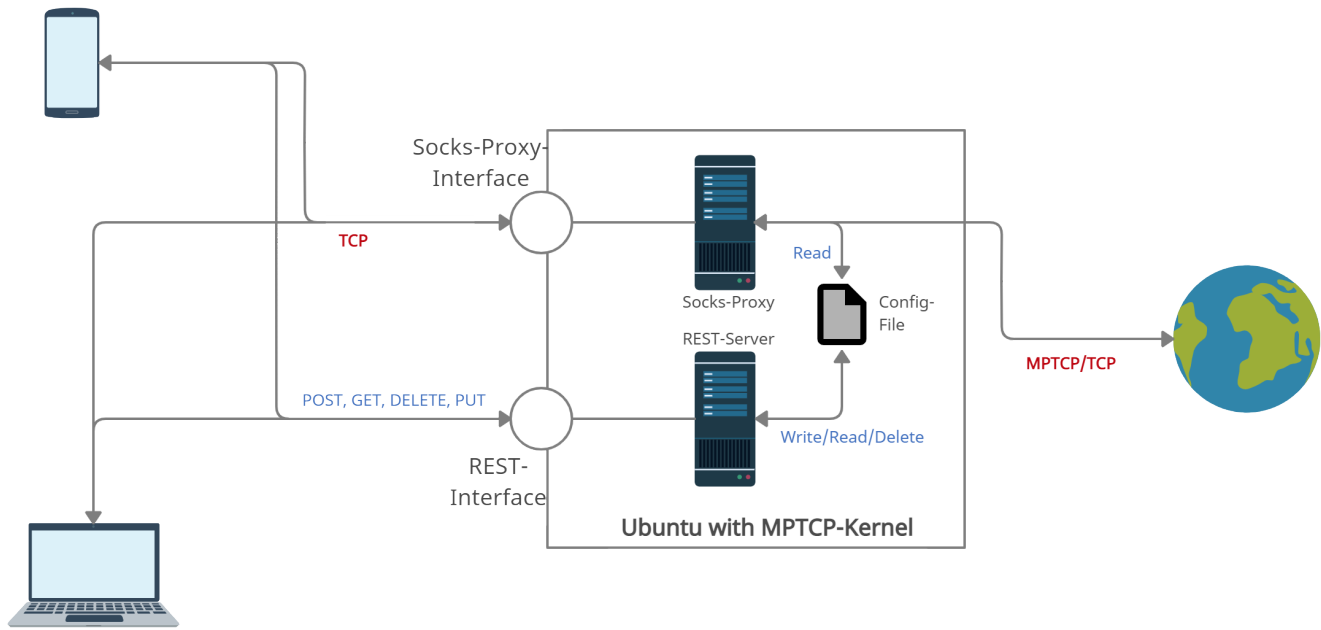 Socks-Proxy-
Interface
TCP
Read
Socks-Proxy
Config-
File
REST-Server
MPTCP/TCP
POST, GET, DELETE, PUT
Write/Read/Delete
REST-
Interface
Ubuntu with MPTCP-Kernel